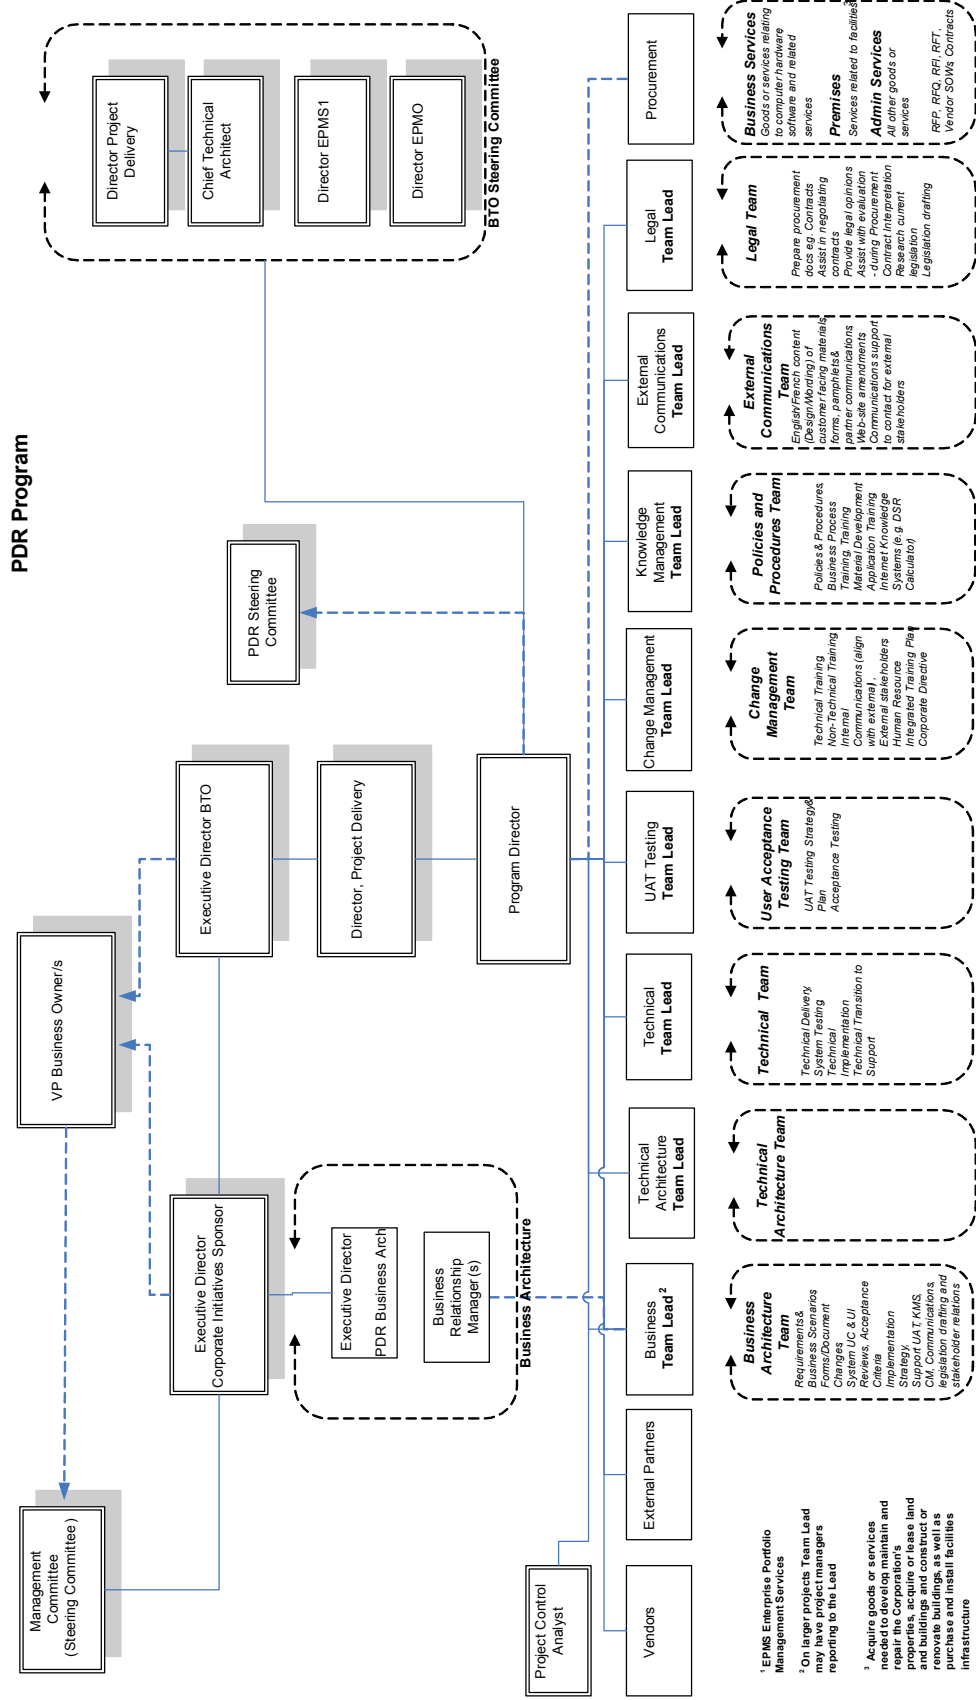 PDR Program
Management
Committee
(Steering Committee)
VP Business Owner/s
Executive Director
Corporate Initiatives Sponsor
Executive Director BTO
PDR Steering
Committee
Director Project
Delivery
Chief Technical
Architect
Director EPMS1
Director EPMO
BTO Steering Committee
Executive Director
PDR Business Arch
Business
Relationship
Manager(s)
Business Architecture
Director, Project Delivery
Program Director
Project Control
Analyst
Vendors
External Partners
Business
Team Lead 2
Technical
Architecture
Team Lead
Technical
Team Lead
UAT Testing
Team Lead
Change Management
Team Lead
Knowledge
Management
Team Lead
External
Communications
Team Lead
Legal
Team Lead
Procurement
Business
Architecture
Team
Requirements &
Business Scenarios
Forms/Document
Changes
System UC & UI
Reviews, Acceptance
Criteria
Implementation
Strategy,
Support UAT, KMS,
CM, Communications,
legislation drafting and
stakeholder relations
Technical
Architecture Team
Technical Team
Technical Delivery,
System Testing
Technical
Implementation
Technical Transition to
Support
User Acceptance
Testing Team
UAT Testing Strategy&
Plan
Acceptance Testing
Change
Management
Team
Technical Training
Non-Technical Training
Internal
Communications (align
with external),
External stakeholders
Human Resource
Integrated Training Plan
Corporate Directive
Policies and
Procedures Team
Policies & Procedures,
Business Process
Training, Training
Material Development
Application Training
Internet Knowledge
Systems (e.g. DSR
Calculator)
External
Communications
Team
English/French content
(Design/Wording) of
customer facing materials,
forms, pamphlets &
partner communications
Web-site amendments
Communications support
to contact for external
stakeholders
Legal Team
Prepare procurement
docs eg. Contracts
Assist in negotiating
contracts
Provide legal opinions
Assist with evaluation
- during Procurement
Contract Interpretation
Research current
legislation
Legislation drafting
Business Services
Goods or services relating
to computer hardware
software and related
services
Premises
Services related to facilities3
Admin Services
All other goods or
services
RFP, RFQ, RFI, RFT,
Vendor SOWs Contracts
1 EPMS Enterprise Portfolio
Management Services
2 On larger projects Team Lead
may have project managers
reporting to the Lead
3 Acquire goods or services
needed to develop maintain and
repair the Corporation's
properties, acquire or lease land
and buildings and construct or
renovate buildings, as well as
purchase and install facilities
infrastructure